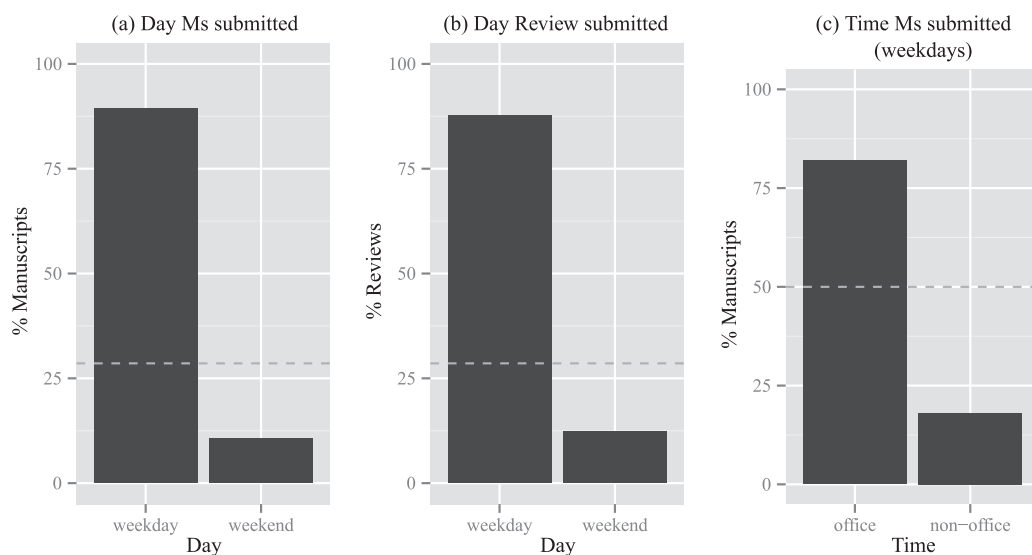 (a) Day Ms submitted
% Manuscripts
100
75
50
25
0
weekday weekend
Day
(b) Day Review submitted
% Reviews
100
75
50
25
0
weekday weekend
Day
(c) Time Ms submitted
(weekdays)
% Manuscripts
100
75
50
25
0
office non−office
Time